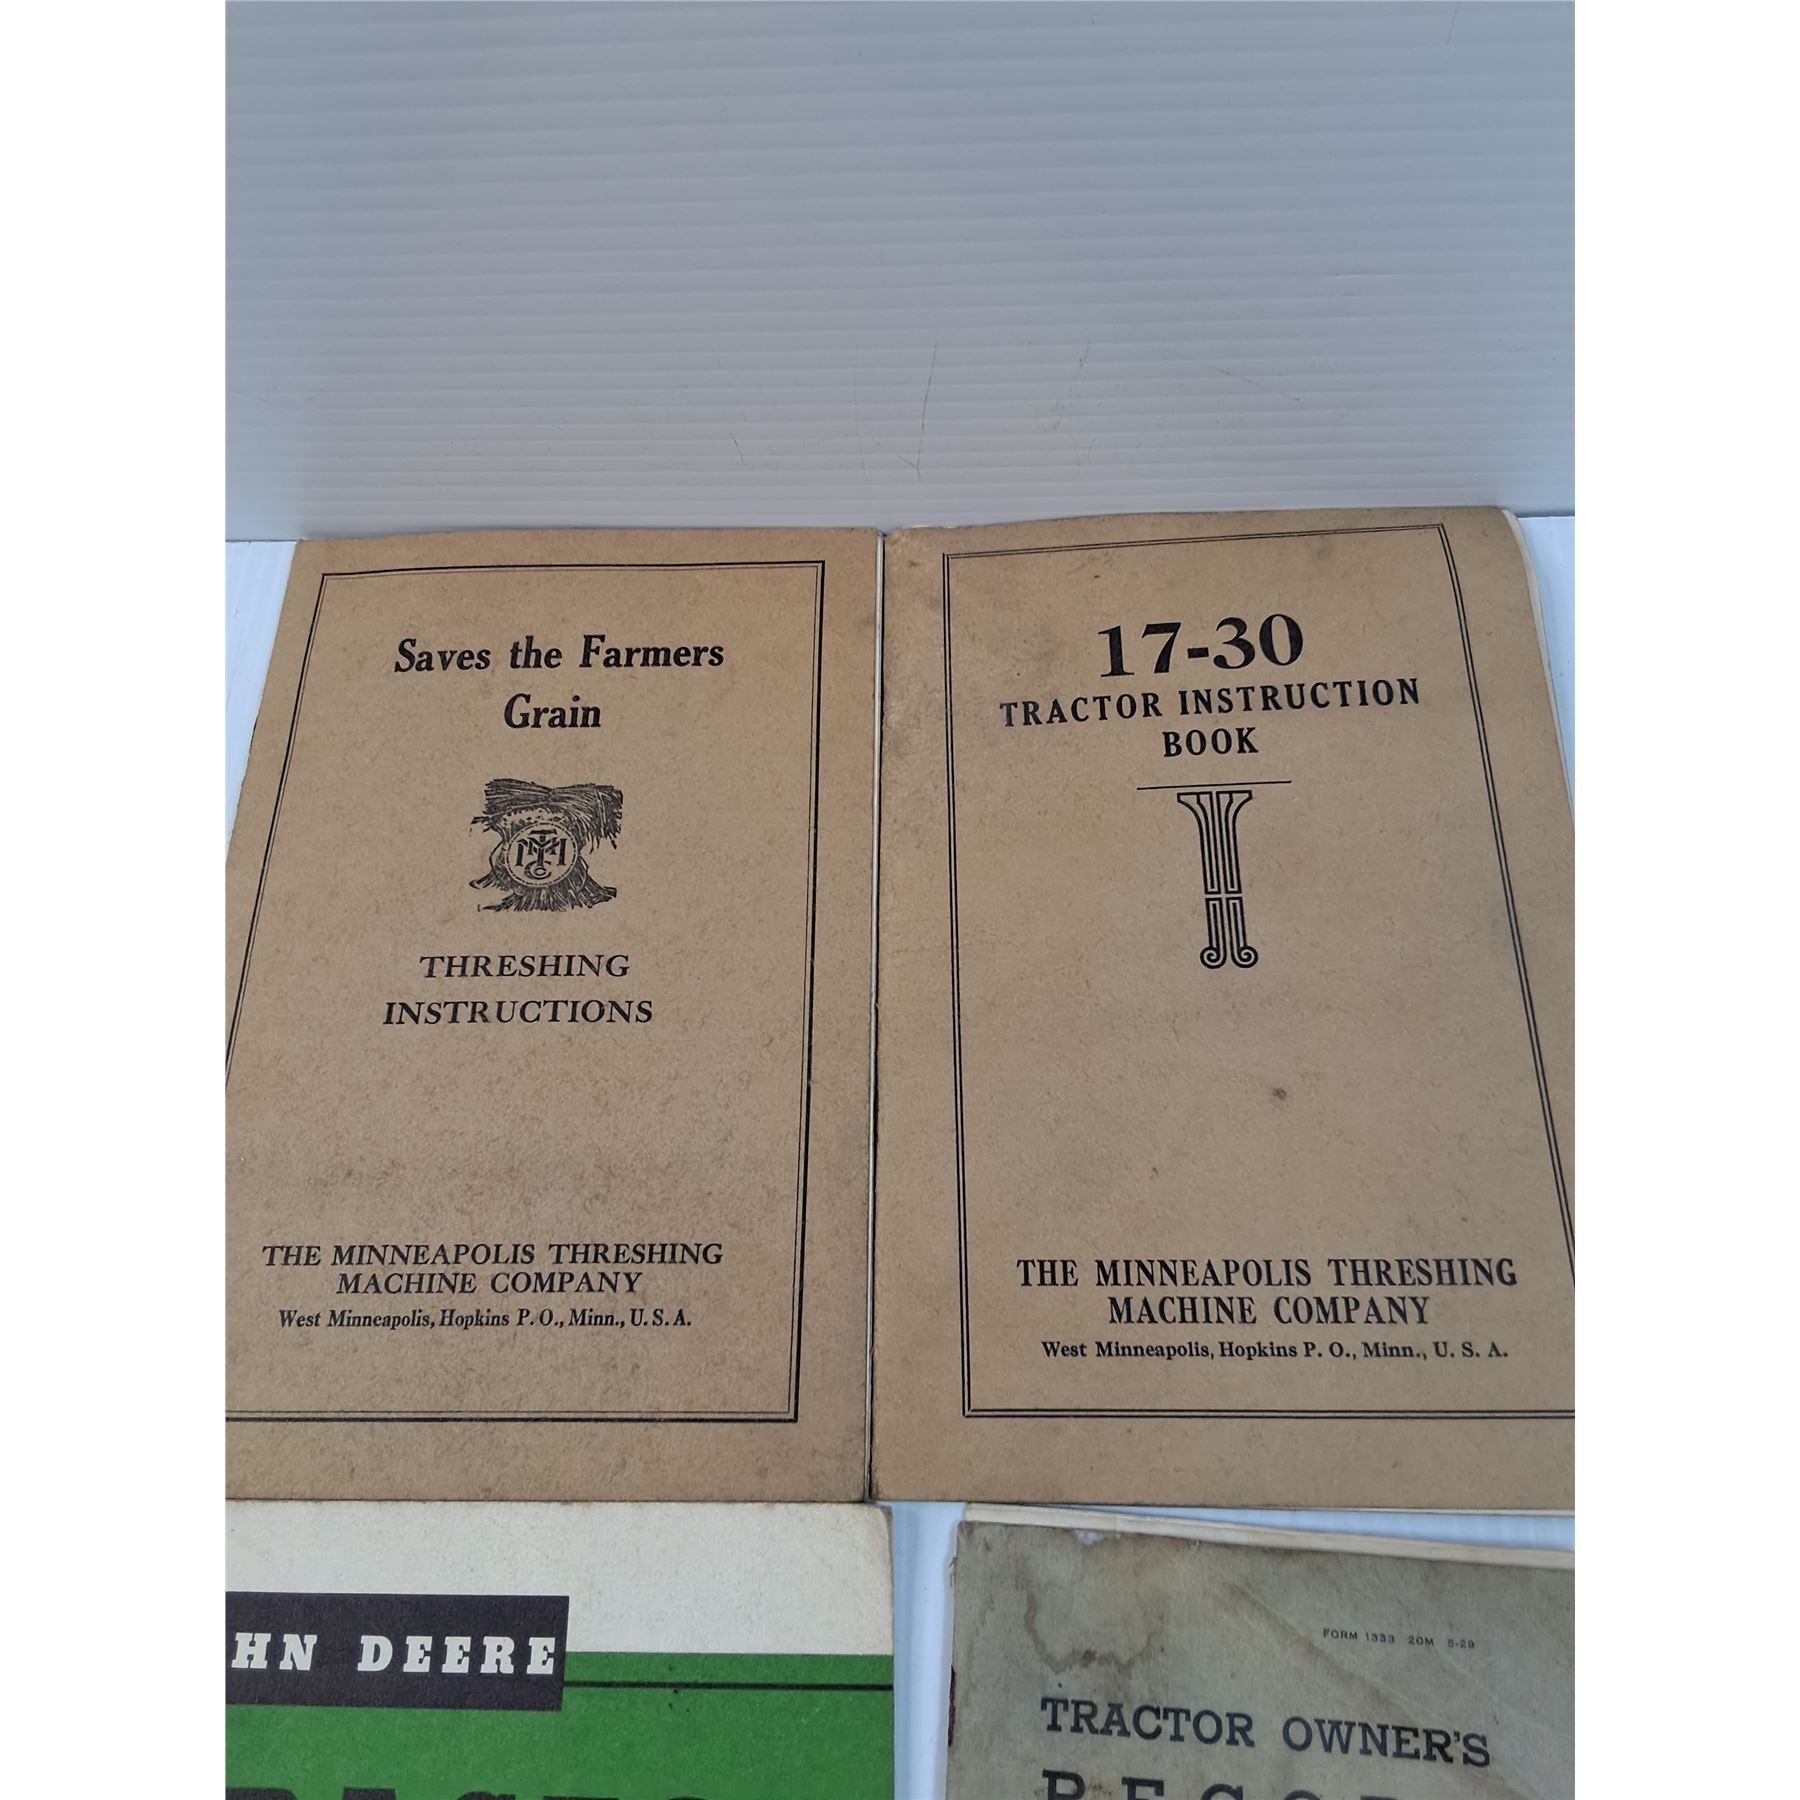 Saves the Farmers
Grain
THRESHING
INSTRUCTIONS
THE MINNEAPOLIS THRESHING
MACHINE COMPANY
West Minneapolis, Hopkins P. O., Minn., U. S. A.
17-30
TRACTOR INSTRUCTION
BOOK
THE MINNEAPOLIS THRESHING
MACHINE COMPANY
West Minneapolis, Hopkins P. O., Minn., U. S. A.
HN DEERE
FORM 1333 20M 5-29
TRACTOR OWNER'S